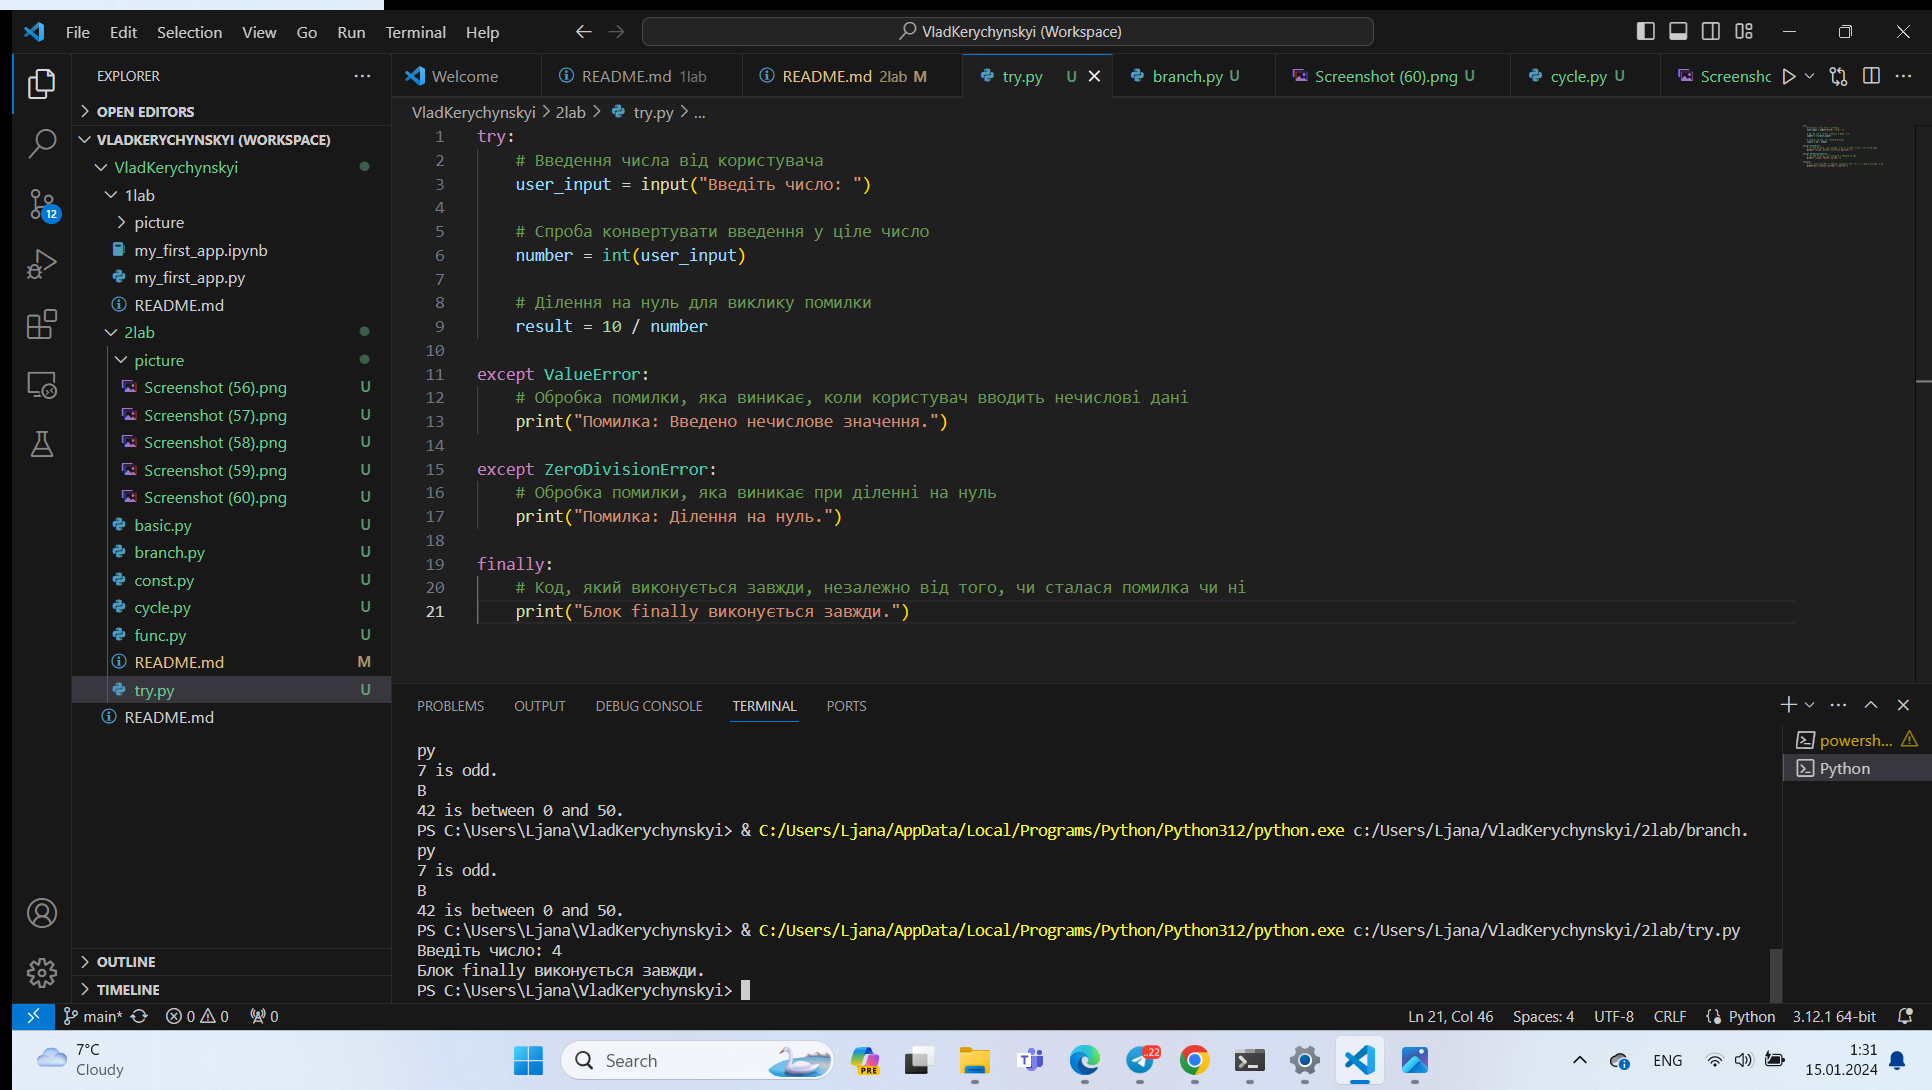 File Edit Selection View Go Run Terminal Help
VladKerychynskyi (Workspace)
EXPLORER
OPEN EDITORS
VLADKERYCHYNSKYI (WORKSPACE)
VladKerychynskyi
1lab
picture
my_first_app.ipynb
my_first_app.py
README.md
2lab
picture
Screenshot (56).png U
Screenshot (57).png U
Screenshot (58).png U
Screenshot (59).png U
Screenshot (60).png U
basic.py U
branch.py U
const.py U
cycle.py U
func.py U
README.md M
try.py U
README.md
OUTLINE
TIMELINE
12
Welcome README.md 1lab README.md 2lab M try.py U branch.py U Screenshot (60).png U cycle.py U Screensho
VladKerychynskyi > 2lab > try.py > ...
1 try:
2 # Введення числа від користувача
3 user_input = input("Введіть число: ")
4
5 # Спроба конвертувати введення у ціле число
6 number = int(user_input)
7
8 # Ділення на нуль для виклику помилки
9 result = 10 / number
10
11 except ValueError:
12 # Обробка помилки, яка виникає, коли користувач вводить нечислові дані
13 print("Помилка: Введено нечислове значення.")
14
15 except ZeroDivisionError:
16 # Обробка помилки, яка виникає при діленні на нуль
17 print("Помилка: Ділення на нуль.")
18
19 finally:
20 # Код, який виконується завжди, незалежно від того, чи сталася помилка чи ні
21 print("Блок finally виконується завжди.")
PROBLEMS OUTPUT DEBUG CONSOLE TERMINAL PORTS
py
7 is odd.
B
42 is between 0 and 50.
PS C:\Users\Ljana\VladKerychynskyi> & C:/Users/Ljana/AppData/Local/Programs/Python/Python312/python.exe c:/Users/Ljana/VladKerychynskyi/2lab/branch.
py
7 is odd.
B
42 is between 0 and 50.
PS C:\Users\Ljana\VladKerychynskyi> & C:/Users/Ljana/AppData/Local/Programs/Python/Python312/python.exe c:/Users/Ljana/VladKerychynskyi/2lab/try.py
Введіть число: 4
Блок finally виконується завжди.
PS C:\Users\Ljana\VladKerychynskyi>
powersh...
Python
main* 0 0 0 Ln 21, Col 46 Spaces: 4 UTF-8 CRLF Python 3.12.1 64-bit
7°C
Cloudy
Search
PRE
..22
ENG
1:31
15.01.2024